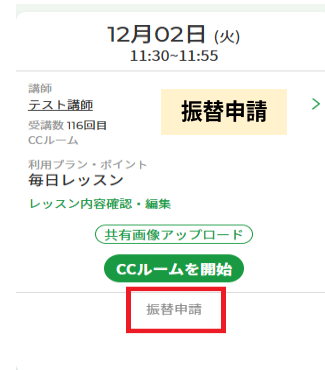 12月02日 (火)
11:30~11:55
講師
テスト講師
振替申請
受講数 116回目
CCルーム
利用プラン・ポイント
毎日レッスン
レッスン内容確認・編集
共有画像アップロード
CCルームを開始
振替申請